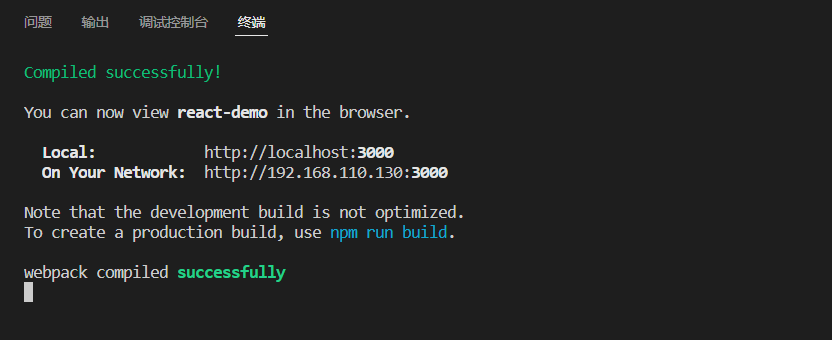 问题 输出 调试控制台 终端
Compiled successfully!
You can now view react-demo in the browser.
Local: http://localhost:3000
On Your Network: http://192.168.110.130:3000
Note that the development build is not optimized.
To create a production build, use npm run build.
webpack compiled successfully